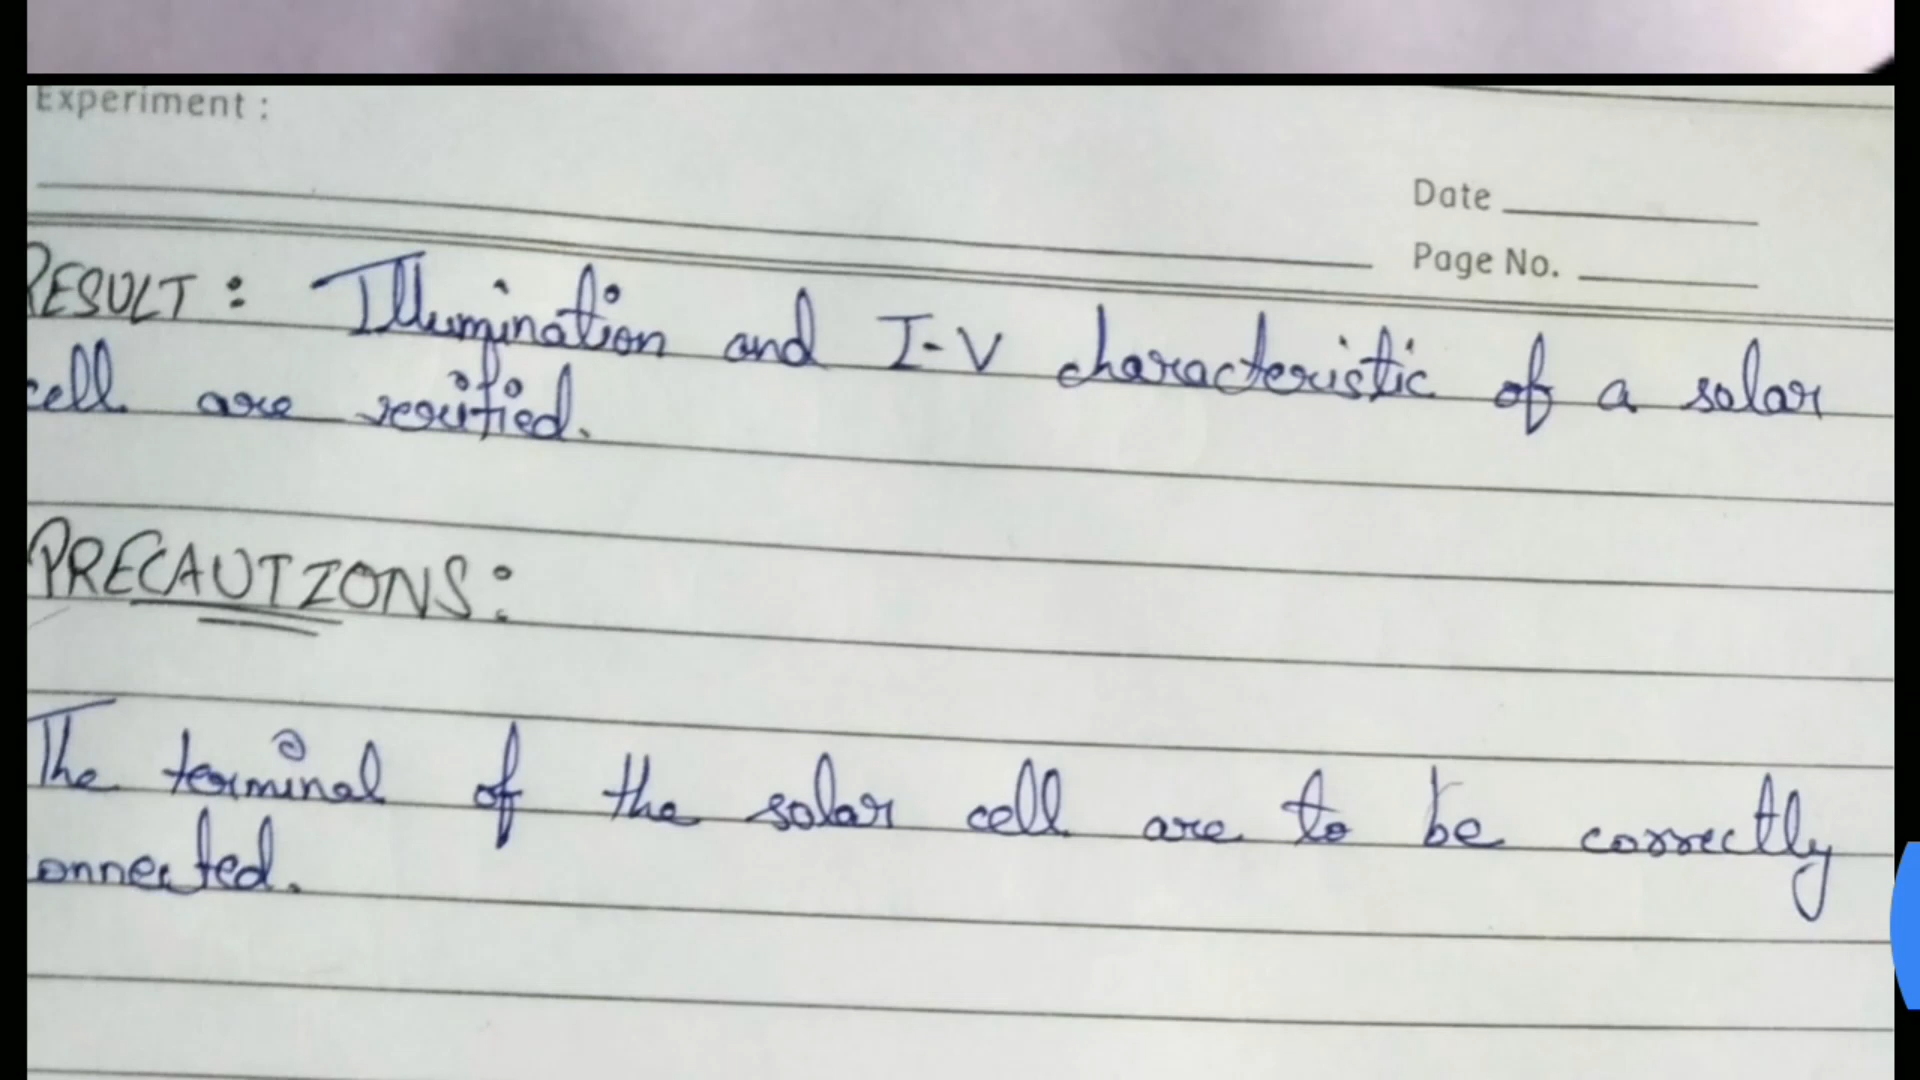 Experiment :
Date
Page No.
RESULT : Illumination and I-V characteristic of a solar
cell are verified.
PRECAUTIONS :
The terminal of the solar cell are to be correctly
connected.